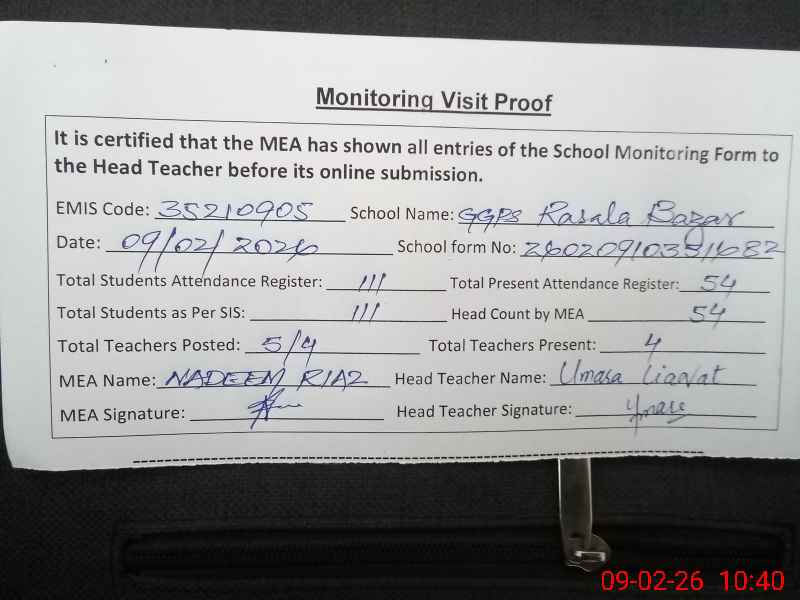 Monitoring Visit Proof
It is certified that the MEA has shown all entries of the School Monitoring Form to
the Head Teacher before its online submission.
EMIS Code: 35210905 School Name: GGPS Rasala Bazar
Date: 09/02/2026 School form No:
Total Students Attendance Register: 111 Total Present Attendance Register: 54
Total Students as Per SIS: 111 Head Count by MEA 54
Total Teachers Posted: 5/4 Total Teachers Present: 4
MEA Name: NADEEM RIAZ Head Teacher Name: Liaqat
MEA Signature: Head Teacher Signature:
09-02-26 10:40